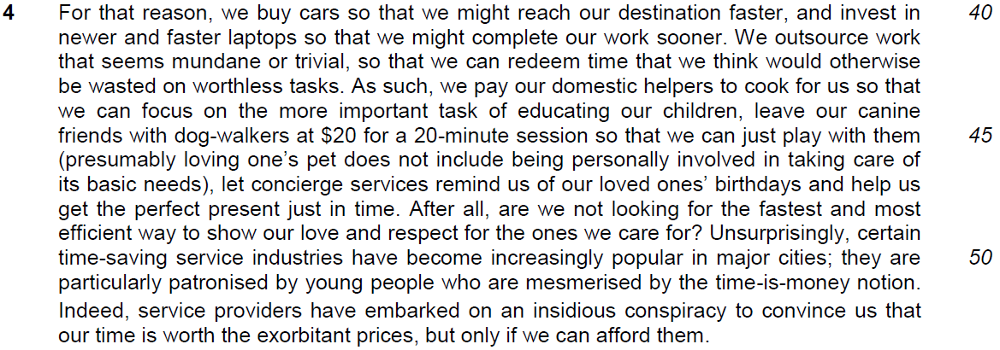 4 For that reason, we buy cars so that we might reach our destination faster, and invest in 40
newer and faster laptops so that we might complete our work sooner. We outsource work
that seems mundane or trivial, so that we can redeem time that we think would otherwise
be wasted on worthless tasks. As such, we pay our domestic helpers to cook for us so that
we can focus on the more important task of educating our children, leave our canine
friends with dog-walkers at $20 for a 20-minute session so that we can just play with them 45
(presumably loving one's pet does not include being personally involved in taking care of
its basic needs), let concierge services remind us of our loved ones' birthdays and help us
get the perfect present just in time. After all, are we not looking for the fastest and most
efficient way to show our love and respect for the ones we care for? Unsurprisingly, certain
time-saving service industries have become increasingly popular in major cities; they are 50
particularly patronised by young people who are mesmerised by the time-is-money notion.
Indeed, service providers have embarked on an insidious conspiracy to convince us that
our time is worth the exorbitant prices, but only if we can afford them.